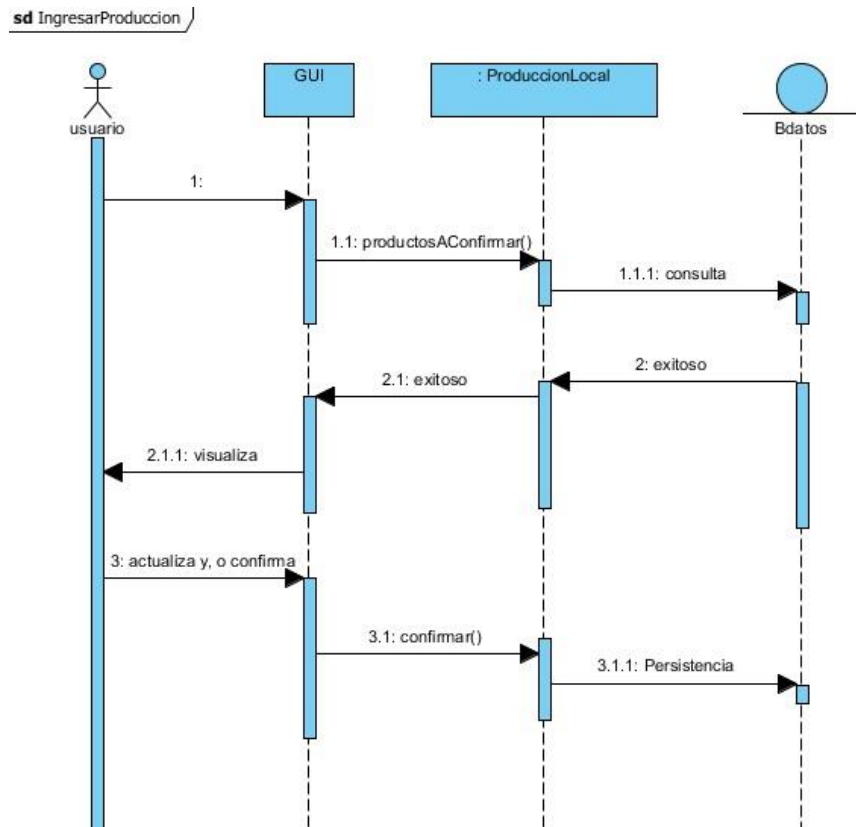 sd IngresarProduccion
usuario
GUI
: ProduccionLocal
Bdatos
1:
1.1: productosAConfirmar()
1.1.1: consulta
2: exitoso
2.1: exitoso
2.1.1: visualiza
3: actualiza y, o confirma
3.1: confirmar()
3.1.1: Persistencia